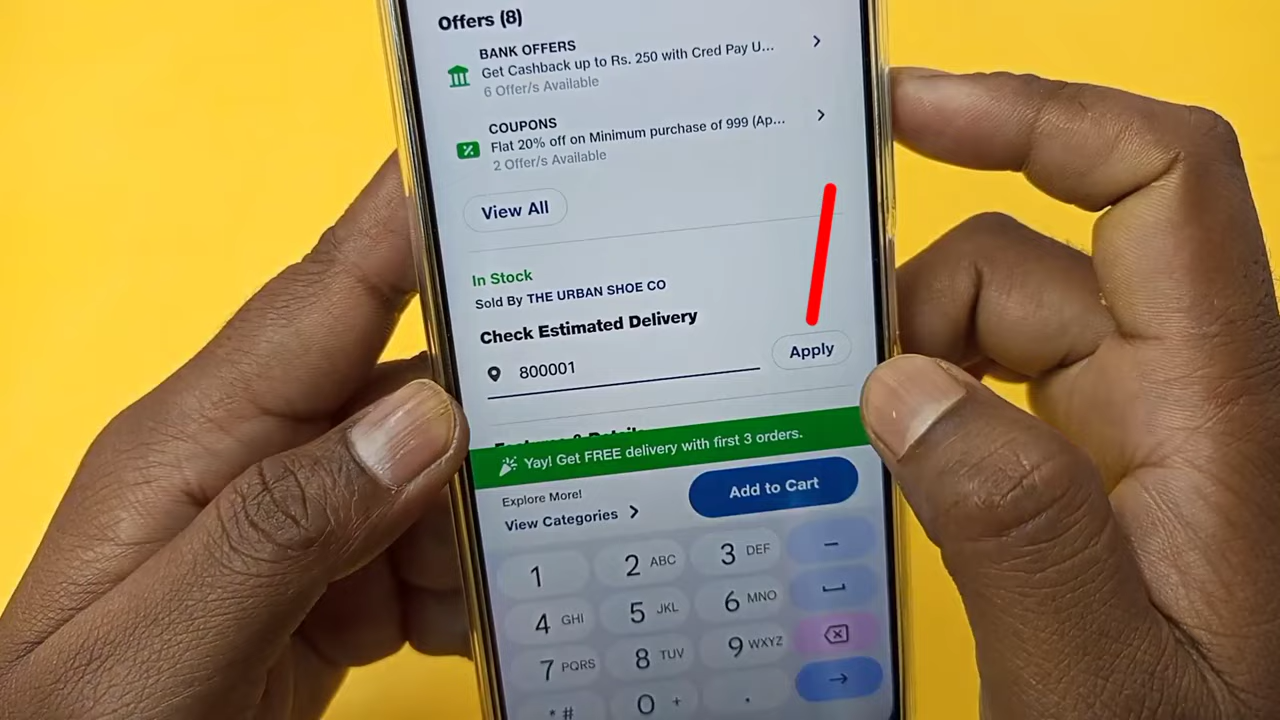 Offers (8)
BANK OFFERS
Get Cashback up to Rs. 250 with Cred Pay U...
6 Offer/s Available
COUPONS
Flat 20% off on Minimum purchase of 999 (Ap...
2 Offer/s Available
View All
In Stock
Sold By THE URBAN SHOE CO
Check Estimated Delivery
800001
Apply
Yay! Get FREE delivery with first 3 orders.
Explore More!
View Categories
Add to Cart
1 2 ABC 3 DEF –
4 GHI 5 JKL 6 MNO
7 PQRS 8 TUV 9 WXYZ
* # 0 + .